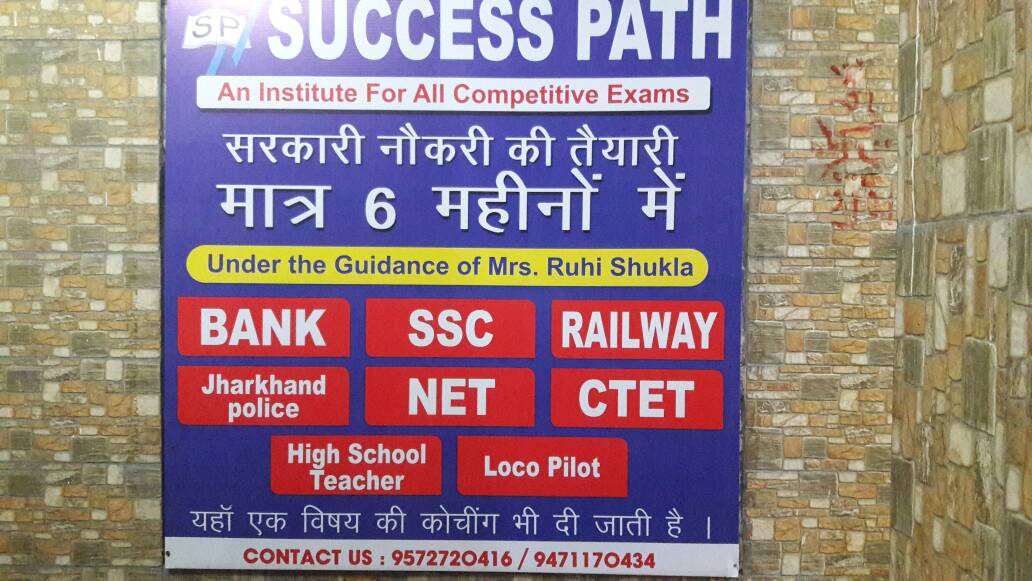 SP SUCCESS PATH
An Institute For All Competitive Exams
सरकारी नौकरी की तैयारी
मात्र 6 महीनों में
Under the Guidance of Mrs. Ruhi Shukla
BANK SSC RAILWAY
Jharkhand police NET CTET
High School Teacher Loco Pilot
यहाँ एक विषय की कोचींग भी दी जाती है ।
CONTACT US : 9572720416 / 9471170434